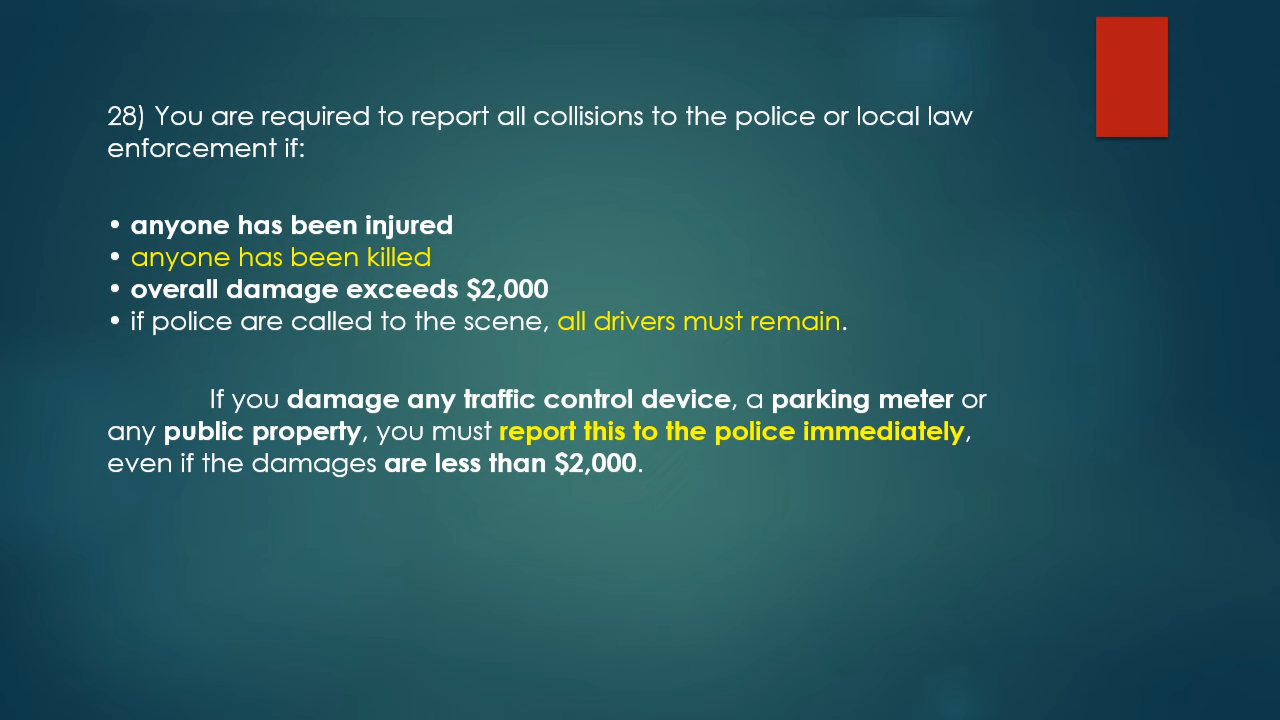 28) You are required to report all collisions to the police or local law
enforcement if:
• anyone has been injured
• anyone has been killed
• overall damage exceeds $2,000
• if police are called to the scene, all drivers must remain.
If you damage any traffic control device, a parking meter or
any public property, you must report this to the police immediately,
even if the damages are less than $2,000.